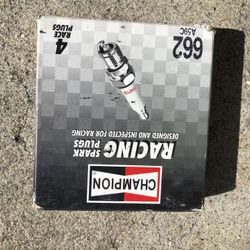 CHAMPION
RACING
SPARK
PLUGS
DESIGNED AND INSPECTED FOR RACING
662
A59C
4
RACE
PLUGS